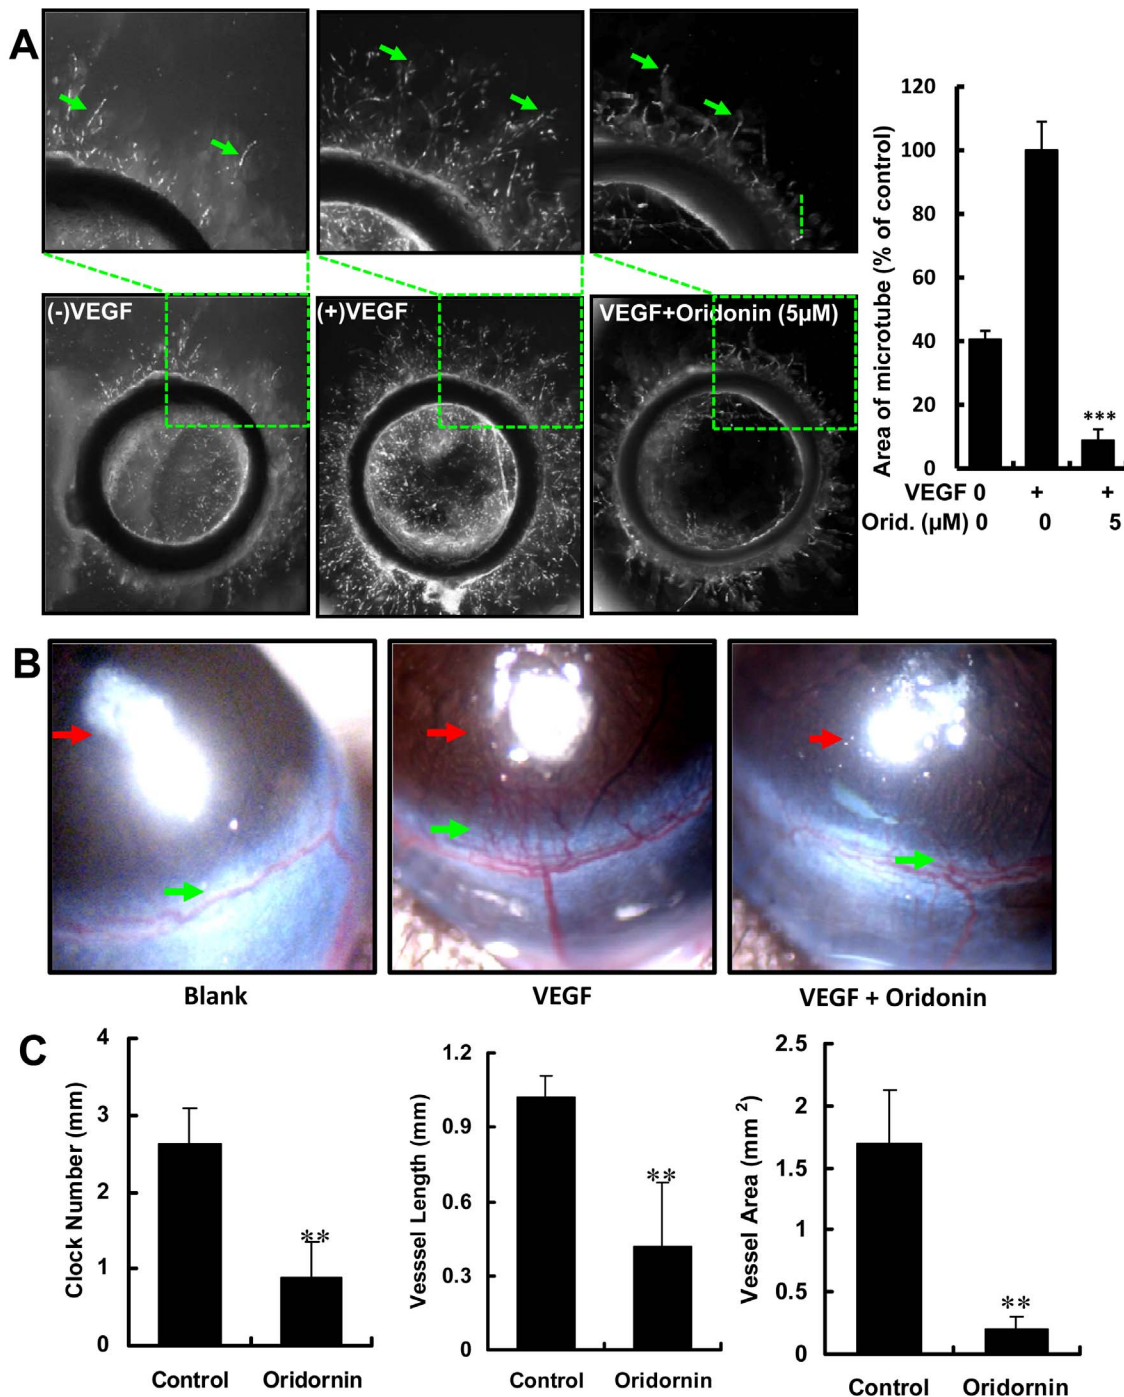 A
(-)VEGF
(+)VEGF
VEGF+Oridonin (5μM)
Area of microtube (% of control)
120
100
80
60
40
20
0
***
VEGF 0 + +
Orid. (μM) 0 0 5
B
Blank
VEGF
VEGF + Oridonin
C
Clock Number (mm)
4
3
2
1
0
**
Control Oridornin
Vesssel Length (mm)
1.2
0.9
0.6
0.3
0
**
Control Oridornin
Vessel Area (mm 2)
2.5
2
1.5
1
0.5
0
**
Control Oridornin